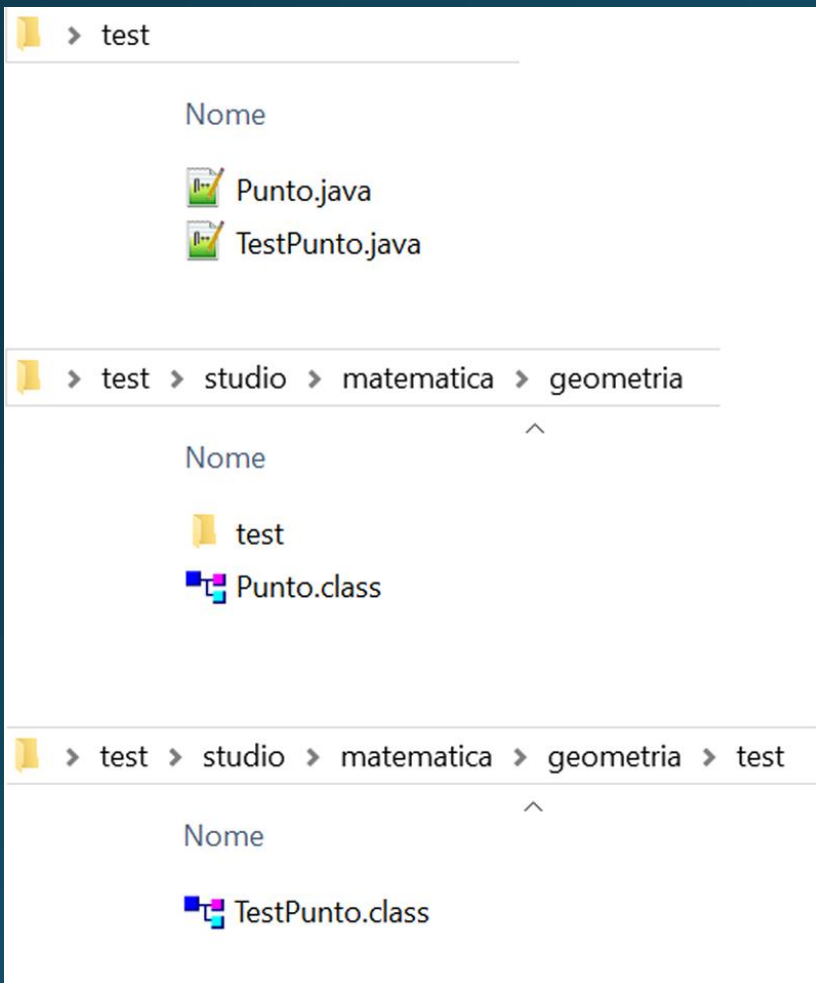 > test
Nome
Punto.java
TestPunto.java
> test > studio > matematica > geometria
Nome
test
Punto.class
> test > studio > matematica > geometria > test
Nome
TestPunto.class